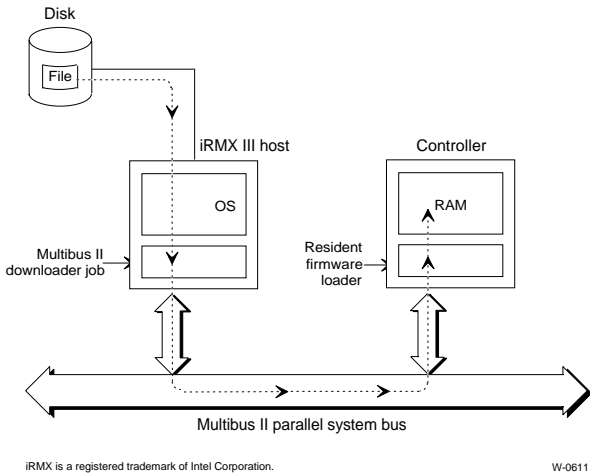 Disk
File
iRMX III host
Controller
OS
RAM
Multibus II
downloader job
Resident
firmware
loader
Multibus II parallel system bus
iRMX is a registered trademark of Intel Corporation.
W-0611